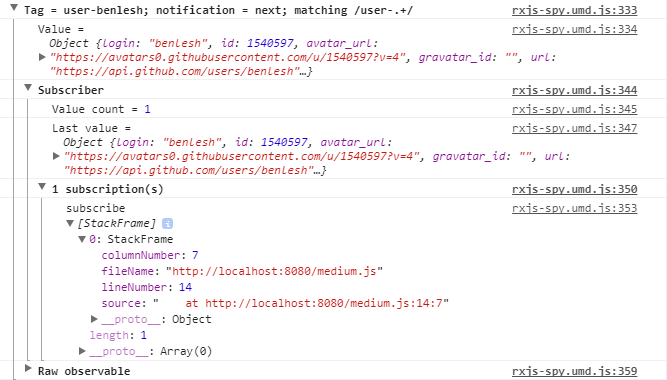 Tag = user-benlesh; notification = next; matching /user-.+/ rxjs-spy.umd.js:333
Value = rxjs-spy.umd.js:334
Object {login: "benlesh", id: 1540597, avatar_url:
"https://avatars0.githubusercontent.com/u/1540597?v=4", gravatar_id: "", url:
"https://api.github.com/users/benlesh"…}
Subscriber rxjs-spy.umd.js:344
Value count = 1 rxjs-spy.umd.js:345
Last value = rxjs-spy.umd.js:347
Object {login: "benlesh", id: 1540597, avatar_url:
"https://avatars0.githubusercontent.com/u/1540597?v=4", gravatar_id: "", url:
"https://api.github.com/users/benlesh"…}
1 subscription(s) rxjs-spy.umd.js:350
subscribe rxjs-spy.umd.js:353
[StackFrame] i
0: StackFrame
columnNumber: 7
fileName: "http://localhost:8080/medium.js"
lineNumber: 14
source: "    at http://localhost:8080/medium.js:14:7"
__proto__: Object
length: 1
__proto__: Array(0)
Raw observable rxjs-spy.umd.js:359